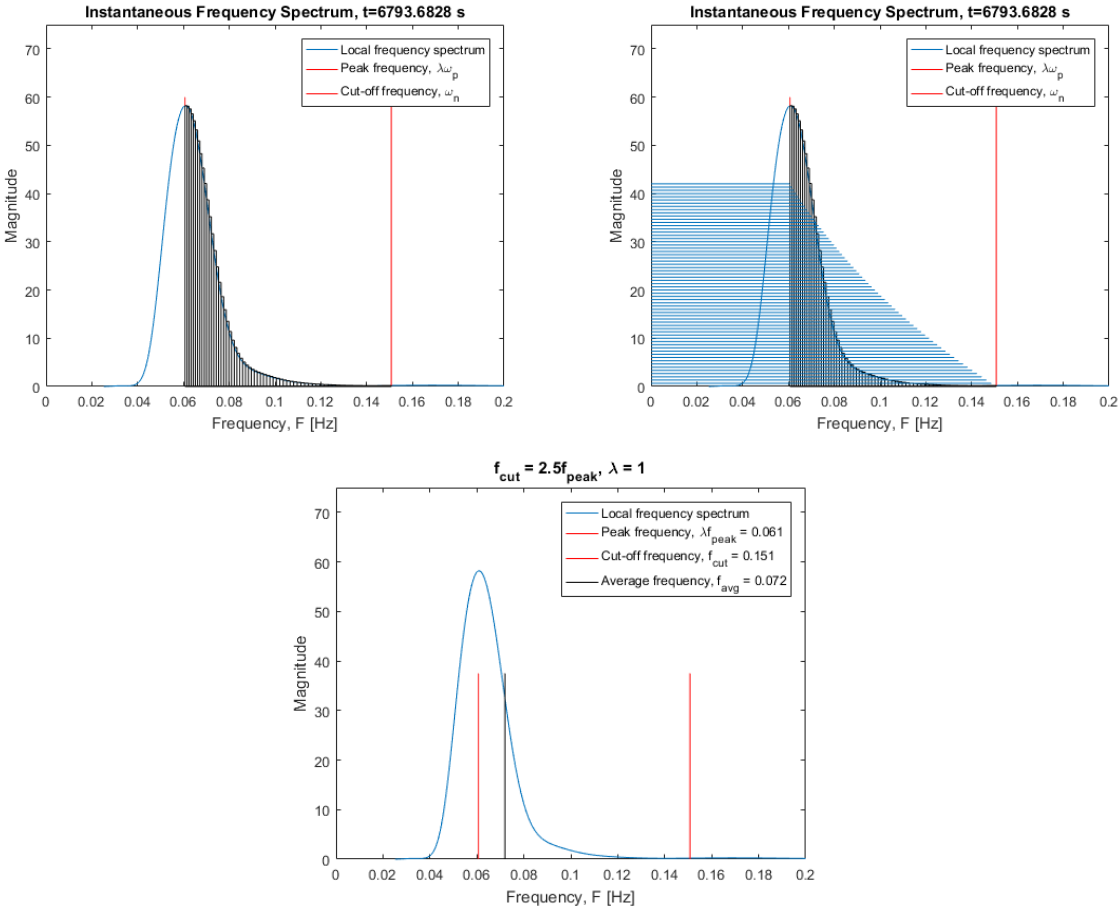 Instantaneous Frequency Spectrum, t=6793.6828 s
70
60
50
40
30
20
10
0
Magnitude
Local frequency spectrum
Peak frequency, λω_p
Cut-off frequency, ω_n
0 0.02 0.04 0.06 0.08 0.1 0.12 0.14 0.16 0.18 0.2
Frequency, F [Hz]
Instantaneous Frequency Spectrum, t=6793.6828 s
70
60
50
40
30
20
10
0
Magnitude
Local frequency spectrum
Peak frequency, λω_p
Cut-off frequency, ω_n
0 0.02 0.04 0.06 0.08 0.1 0.12 0.14 0.16 0.18 0.2
Frequency, F [Hz]
f_cut = 2.5f_peak, λ = 1
70
60
50
40
30
20
10
0
Magnitude
Local frequency spectrum
Peak frequency, λf_peak = 0.061
Cut-off frequency, f_cut = 0.151
Average frequency, f_avg = 0.072
0 0.02 0.04 0.06 0.08 0.1 0.12 0.14 0.16 0.18 0.2
Frequency, F [Hz]